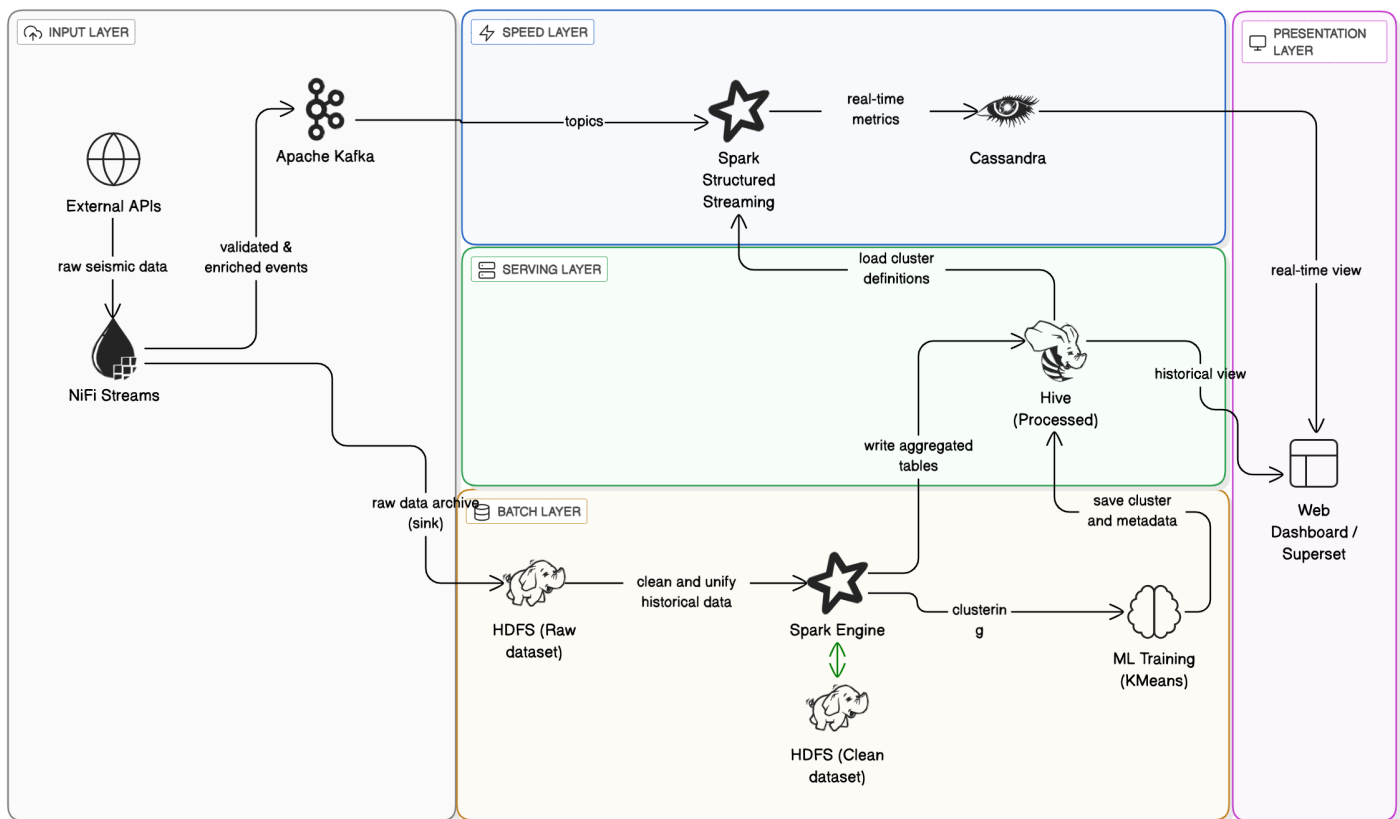 INPUT LAYER
Apache Kafka
External APIs
raw seismic data
validated &
enriched events
NiFi Streams
raw data archive
(sink)
SPEED LAYER
topics
Spark
Structured
Streaming
real-time
metrics
Cassandra
SERVING LAYER
load cluster
definitions
Hive
(Processed)
write aggregated
tables
historical view
BATCH LAYER
HDFS (Raw
dataset)
clean and unify
historical data
Spark Engine
HDFS (Clean
dataset)
clusterin
g
ML Training
(KMeans)
save cluster
and metadata
PRESENTATION
LAYER
real-time view
Web
Dashboard /
Superset